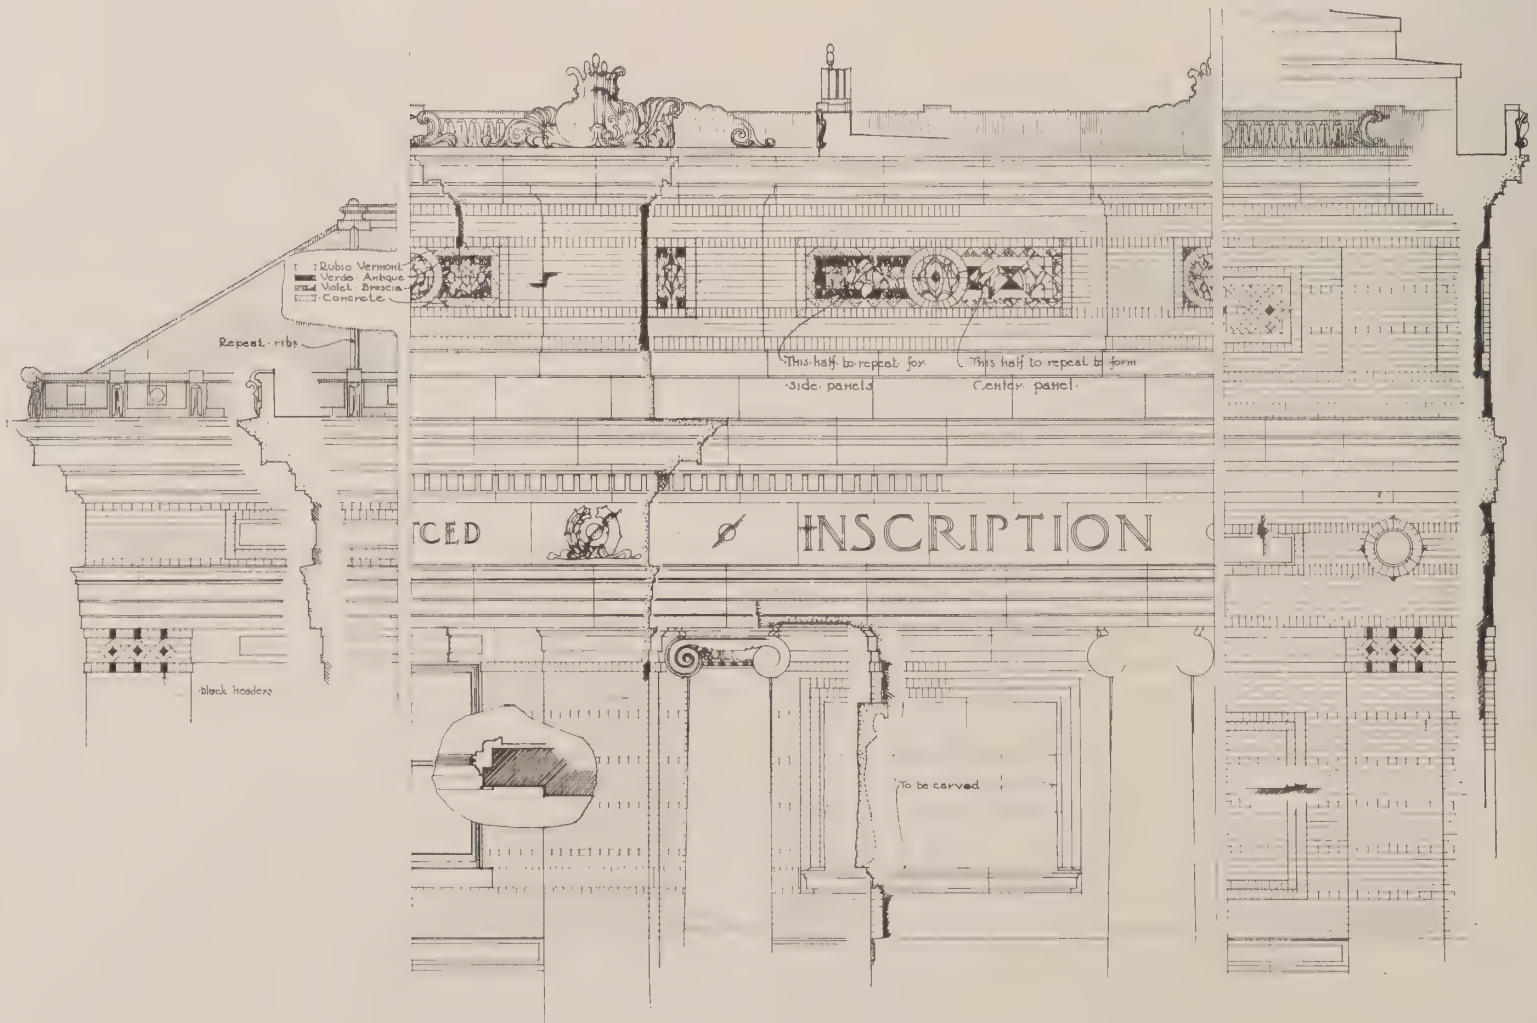 Rubio Vermont
Verde Antique
Violet Brescia
Concrete
Repeat ribs
This half to repeat for
side panels
This half to repeat to form
Center panel
INSCRIPTION
black headers
To be carved